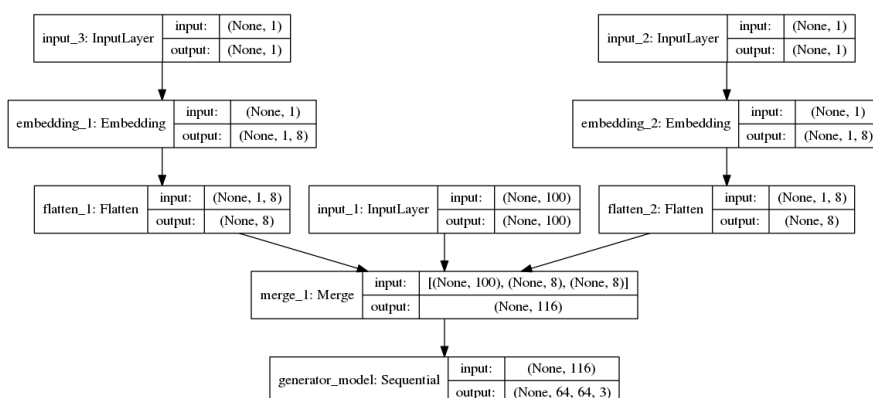 input_3: InputLayer
input: (None, 1)
output: (None, 1)
input_2: InputLayer
input: (None, 1)
output: (None, 1)
embedding_1: Embedding
input: (None, 1)
output: (None, 1, 8)
embedding_2: Embedding
input: (None, 1)
output: (None, 1, 8)
flatten_1: Flatten
input: (None, 1, 8)
output: (None, 8)
input_1: InputLayer
input: (None, 100)
output: (None, 100)
flatten_2: Flatten
input: (None, 1, 8)
output: (None, 8)
merge_1: Merge
input: [(None, 100), (None, 8), (None, 8)]
output: (None, 116)
generator_model: Sequential
input: (None, 116)
output: (None, 64, 64, 3)